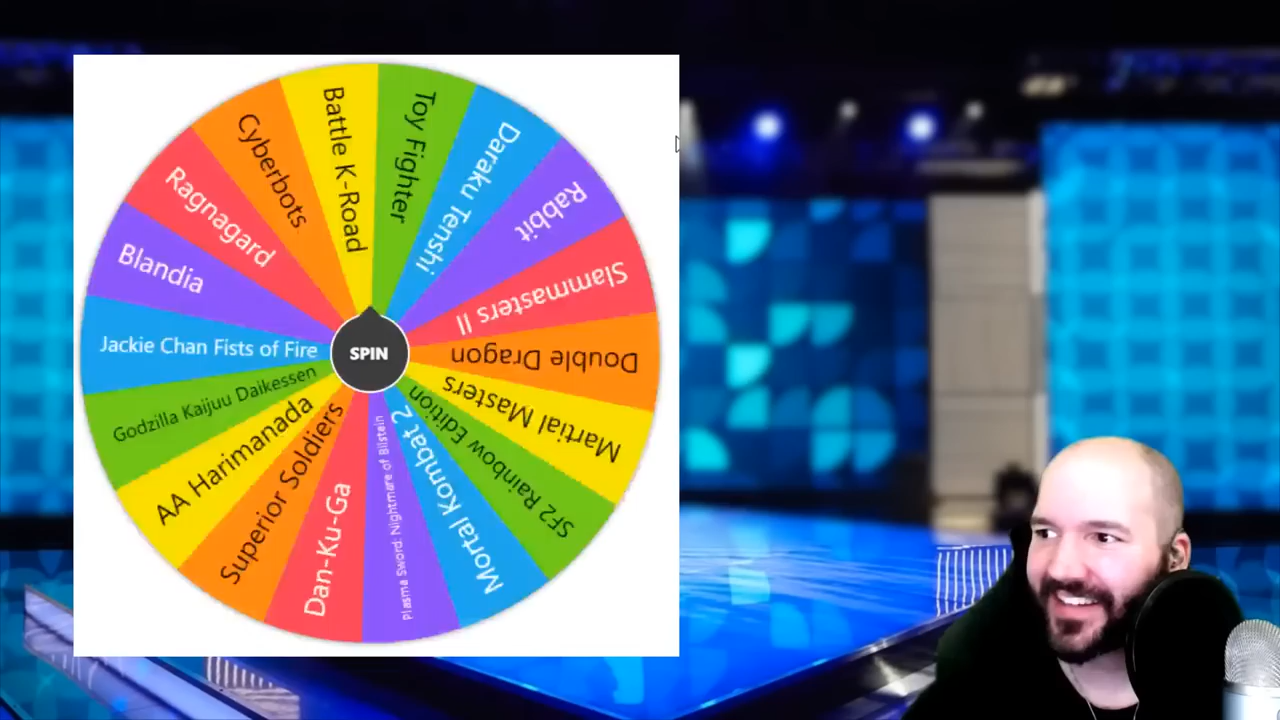 Toy Fighter
Daraku Tenshi
Rabbit
Slammasters II
Double Dragon
Martial Masters
SF2 Rainbow Edition
Mortal Kombat 2
Plasma Sword: Nightmare of Bilstein
Dan-Ku-Ga
Superior Soldiers
AA Harimanada
Godzilla Kaijuu Daikessen
Jackie Chan Fists of Fire
Blandia
Ragnagard
Cyberbots
Battle K-Road
SPIN